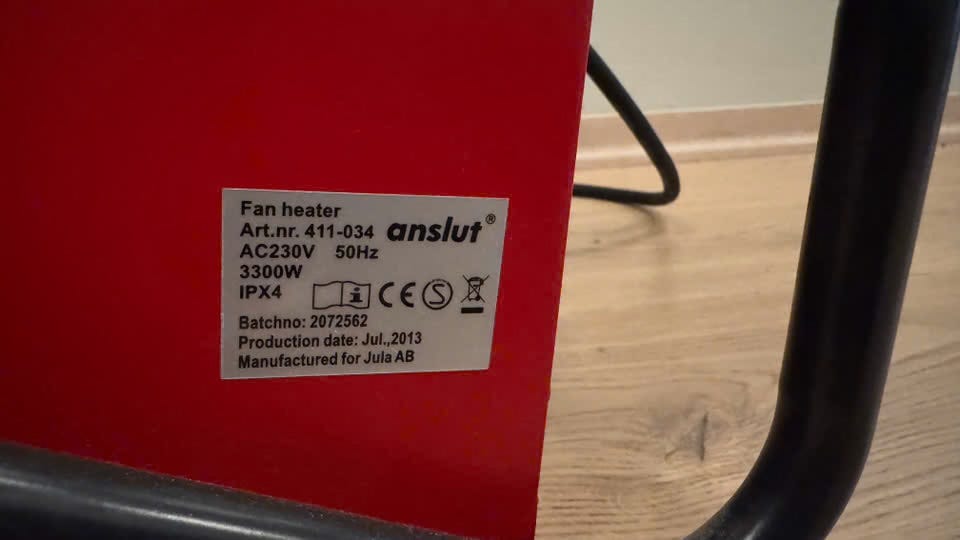 Fan heater
Art.nr. 411-034 anslut®
AC230V 50Hz
3300W
IPX4 i CE S
Batchno: 2072562
Production date: Jul.,2013
Manufactured for Jula AB